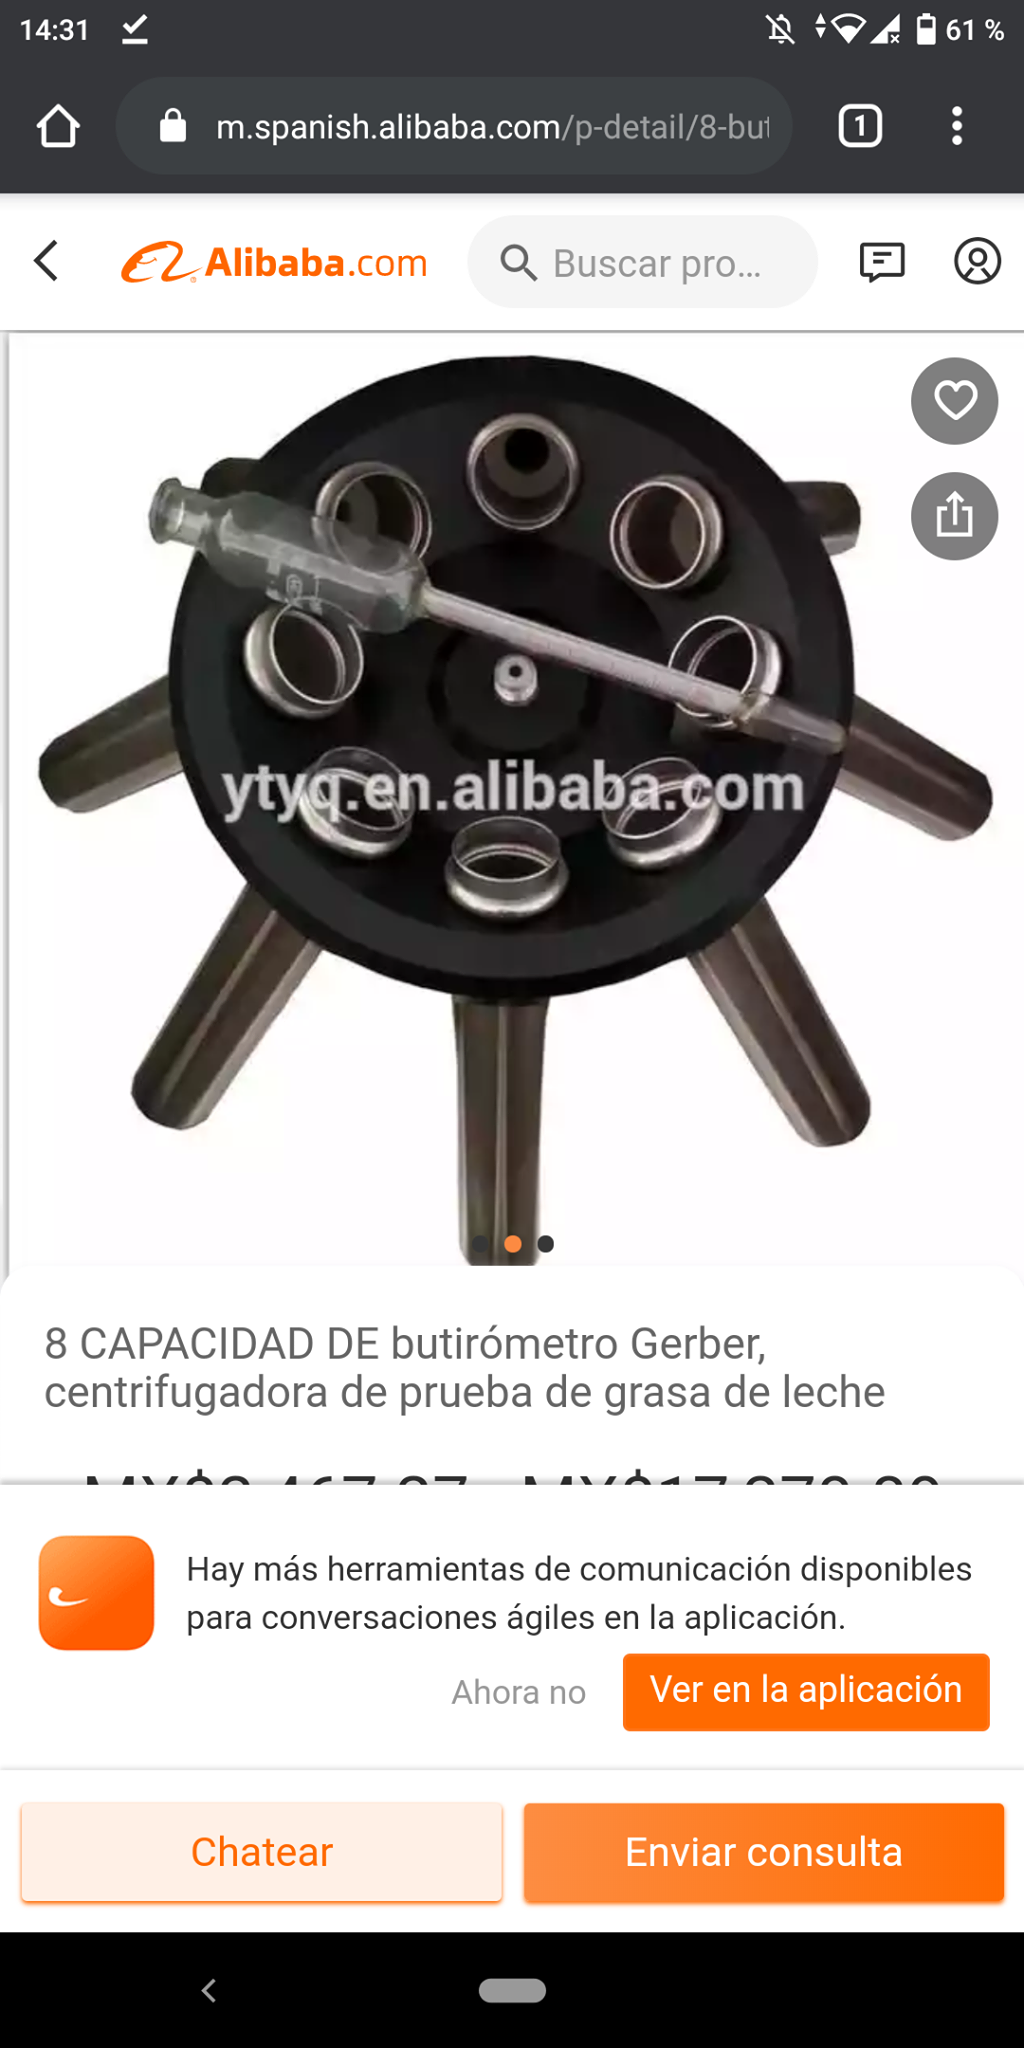 14:31
61 %
m.spanish.alibaba.com/p-detail/8-but
1
Alibaba.com
Buscar pro...
ytyq.en.alibaba.com
8 CAPACIDAD DE butirómetro Gerber,
centrifugadora de prueba de grasa de leche
Hay más herramientas de comunicación disponibles
para conversaciones ágiles en la aplicación.
Ahora no
Ver en la aplicación
Chatear
Enviar consulta